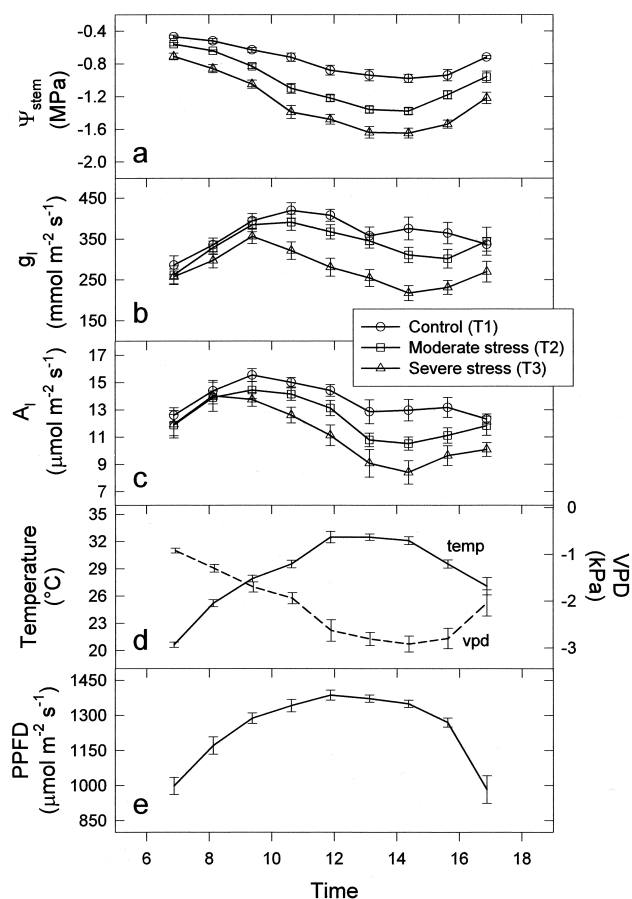 -0.4
-0.8
-1.2
-1.6
-2.0
Ψstem
(MPa)
a
450
350
250
150
gl
(mmol m-2 s-1)
b
Control (T1)
Moderate stress (T2)
Severe stress (T3)
17
15
13
11
9
7
Al
(μmol m-2 s-1)
c
35
32
29
26
23
20
Temperature
(°C)
d
temp
vpd
0
-1
-2
-3
VPD
(kPa)
1450
1300
1150
1000
850
PPFD
(μmol m-2 s-1)
e
6 8 10 12 14 16 18
Time